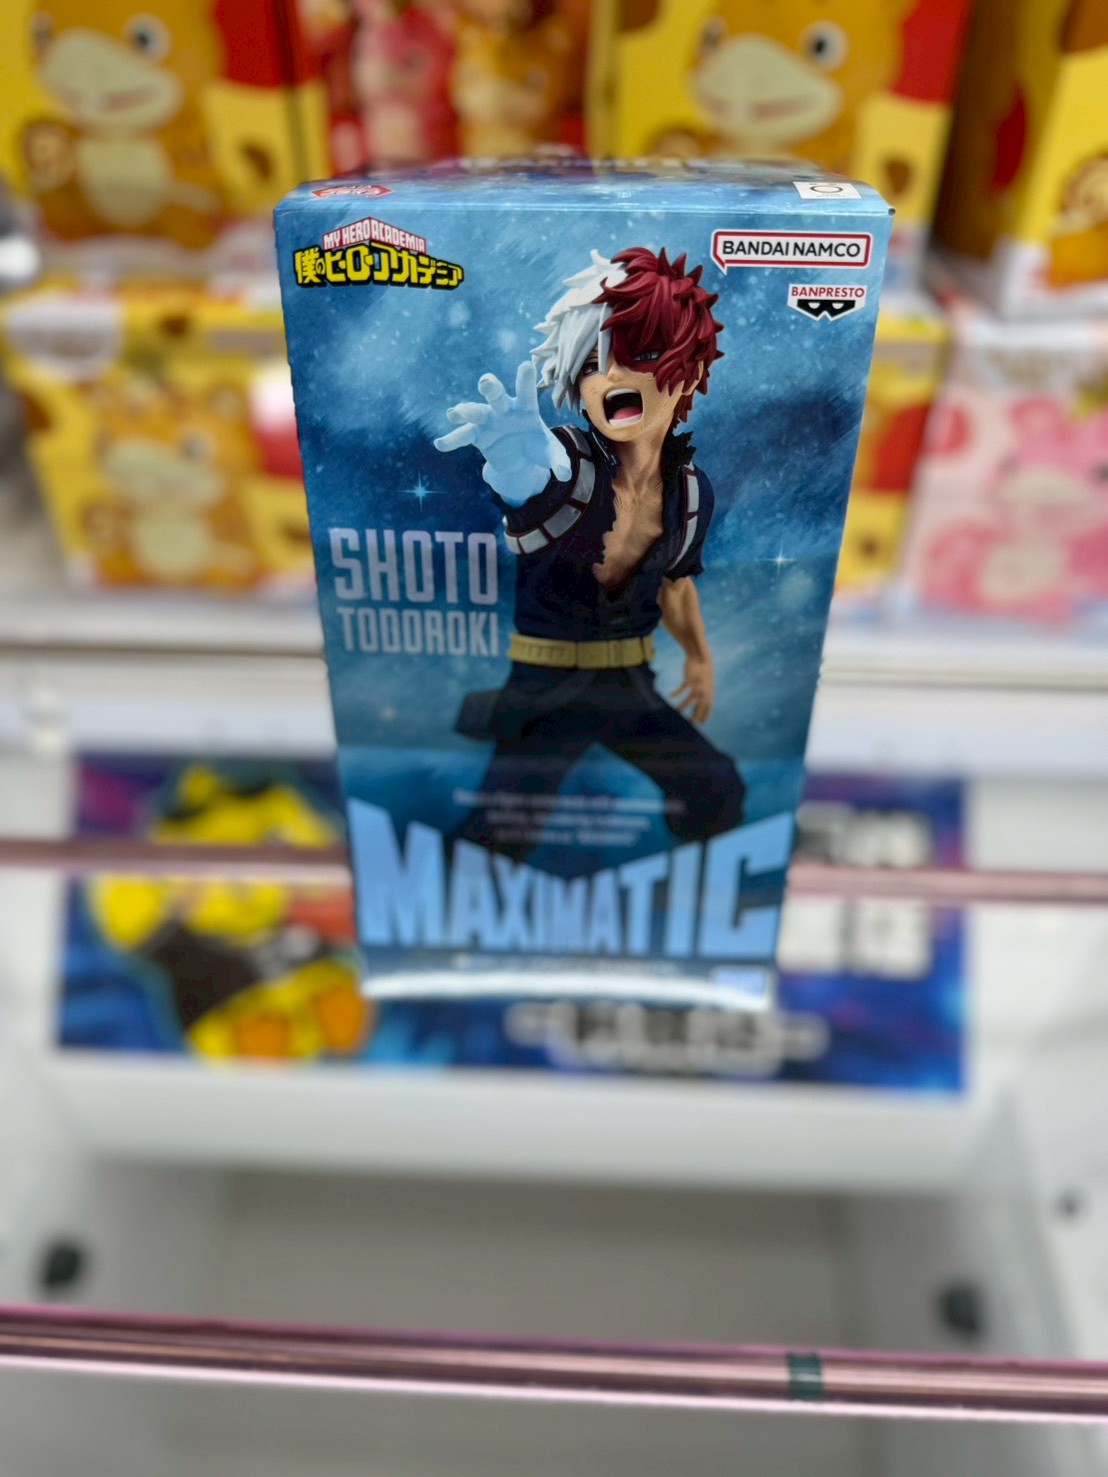 MY HERO ACADEMIA
僕のヒーローアカデミア
BANDAI NAMCO
BANPRESTO
SHOTO
TODOROKI
MAXIMATIC